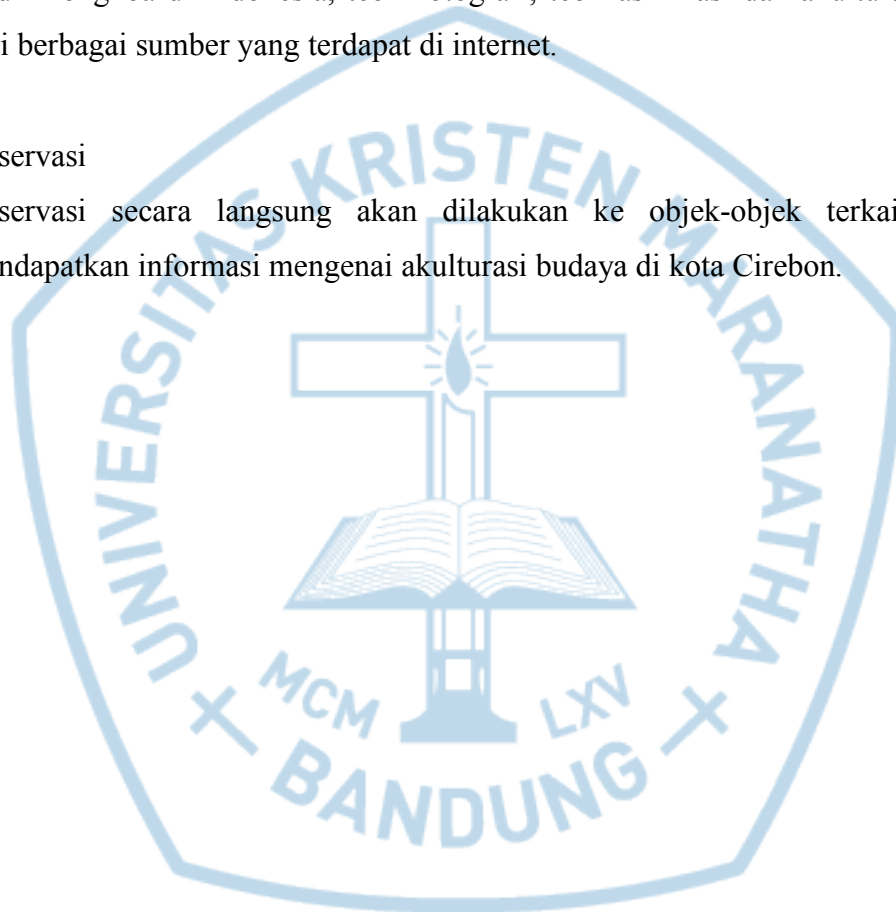 i berbagai sumber yang terdapat di internet.
servasi
servasi secara langsung akan dilakukan ke objek-objek terkai
ndapatkan informasi mengenai akulturasi budaya di kota Cirebon.
UNIVERSITAS KRISTEN MARANATHA
MCM LXV
BANDUNG